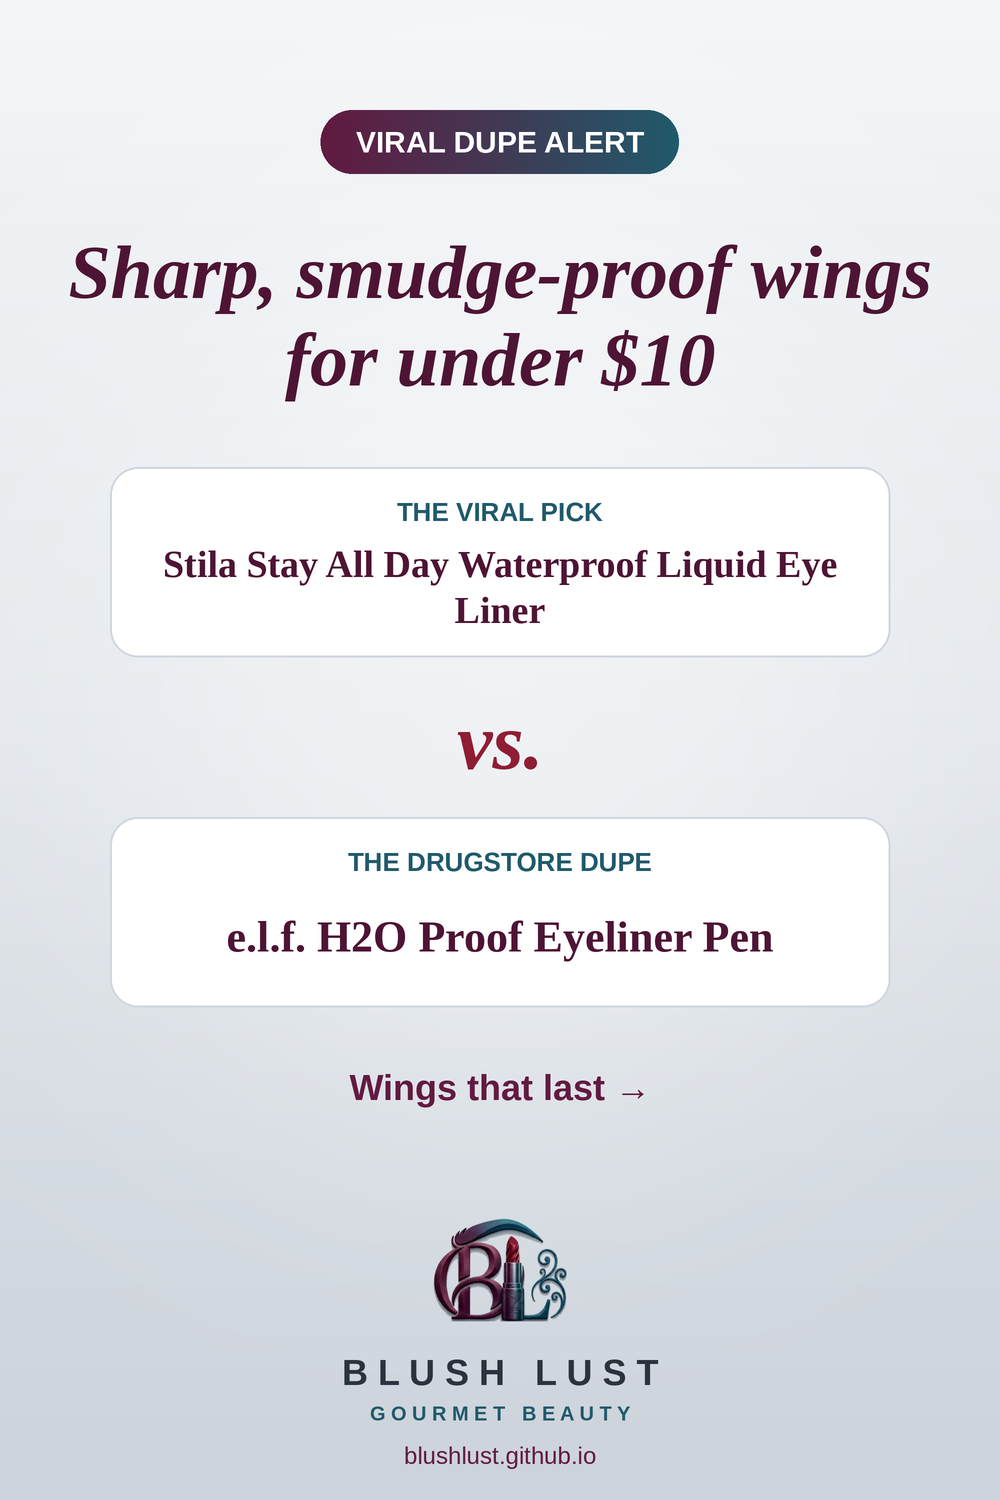 VIRAL DUPE ALERT
Sharp, smudge-proof wings
for under $10
THE VIRAL PICK
Stila Stay All Day Waterproof Liquid Eye
Liner
vs.
THE DRUGSTORE DUPE
e.l.f. H2O Proof Eyeliner Pen
Wings that last →
BL
BLUSH LUST
GOURMET BEAUTY
blushlust.github.io